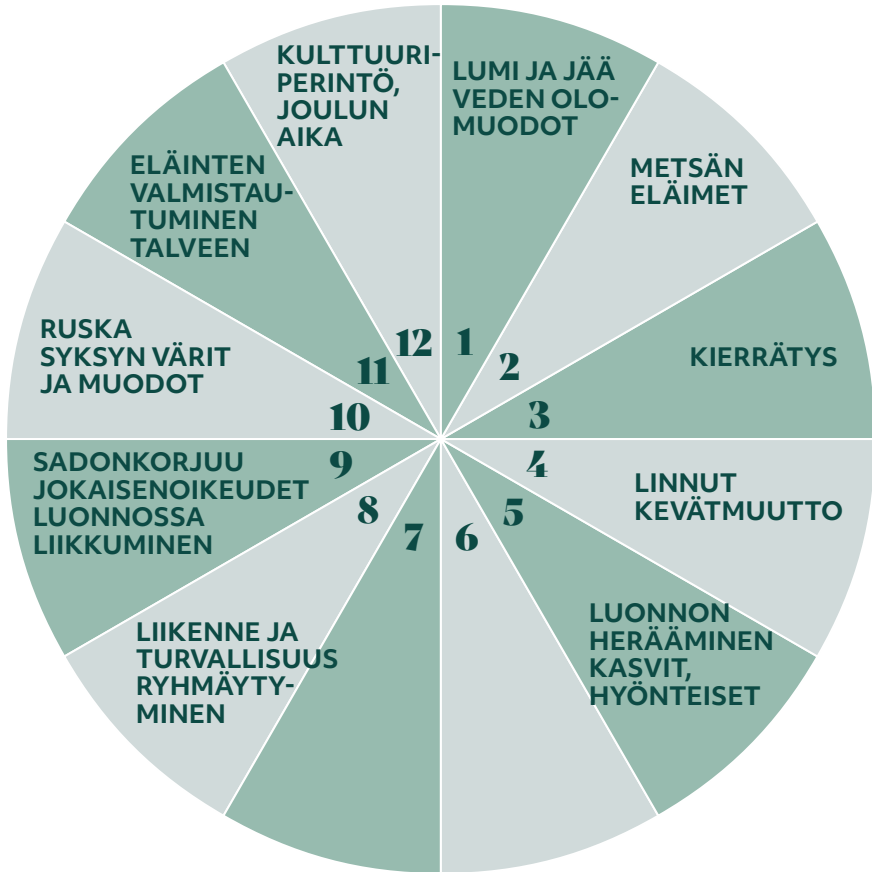 KULTTUURI-
PERINTÖ,
JOULUN
AIKA
LUMI JA JÄÄ
VEDEN OLO-
MUODOT
METSÄN
ELÄIMET
KIERRÄTYS
LINNUT
KEVÄTMUUTTO
LUONNON
HERÄÄMINEN
KASVIT,
HYÖNTEISET
LIIKENNE JA
TURVALLISUUS
RYHMÄYTY-
MINEN
SADONKORJUU
JOKAISENOIKEUDET
LUONNOSSA
LIIKKUMINEN
RUSKA
SYKSYN VÄRIT
JA MUODOT
ELÄINTEN
VALMISTAU-
TUMINEN
TALVEEN
1
2
3
4
5
6
7
8
9
10
11
12